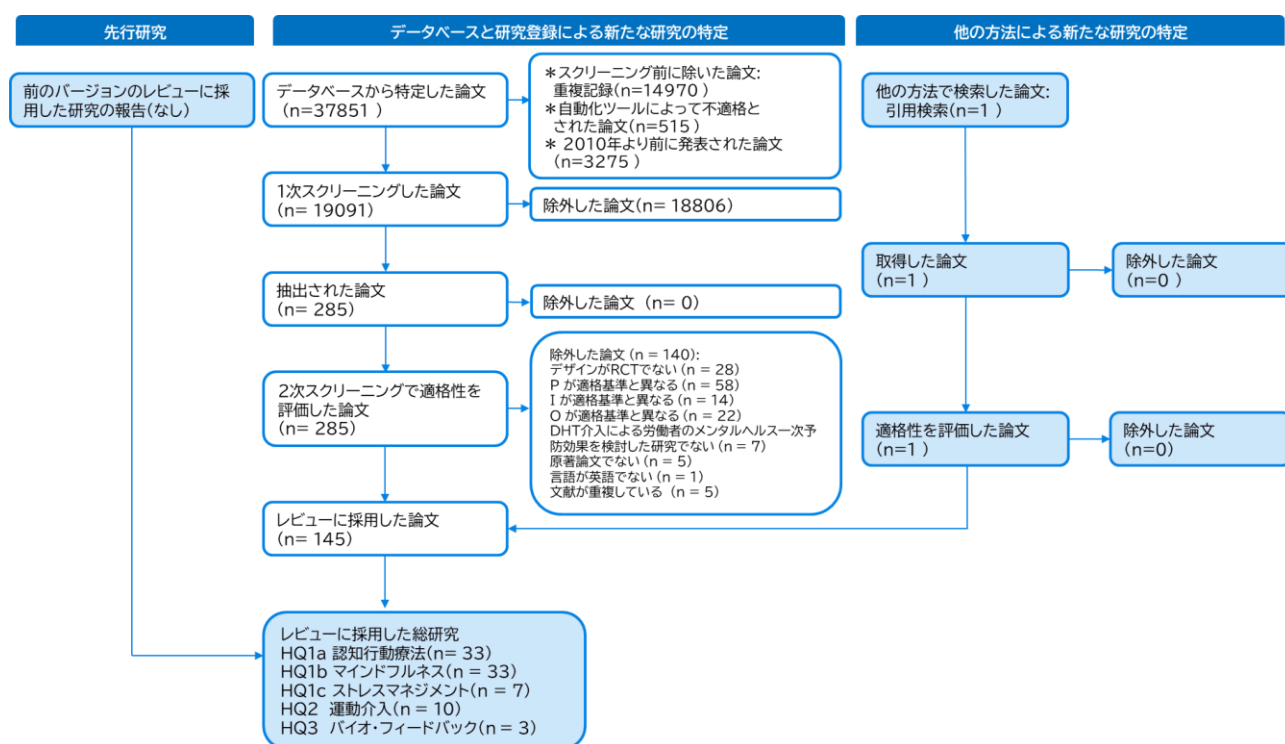 先行研究
データベースと研究登録による新たな研究の特定
他の方法による新たな研究の特定
前のバージョンのレビューに採
用した研究の報告(なし)
データベースから特定した論文
(n=37851 )
＊スクリーニング前に除いた論文:
重複記録(n=14970 )
＊自動化ツールによって不適格と
された論文(n=515 )
＊ 2010年より前に発表された論文
(n=3275 )
他の方法で検索した論文:
引用検索(n=1 )
1次スクリーニングした論文
(n= 19091)
除外した論文(n= 18806)
抽出された論文
(n= 285)
除外した論文 (n= 0)
取得した論文
(n=1 )
除外した論文
(n=0 )
2次スクリーニングで適格性を
評価した論文
(n= 285)
除外した論文 (n = 140):
デザインがRCTでない (n = 28)
P が適格基準と異なる (n = 58)
I が適格基準と異なる (n = 14)
O が適格基準と異なる (n = 22)
DHT介入による労働者のメンタルヘルス一次予
防効果を検討した研究でない (n = 7)
原著論文でない (n = 5)
言語が英語でない (n = 1)
文献が重複している (n = 5)
適格性を評価した論文
(n=1 )
除外した論文
(n=0)
レビューに採用した論文
(n= 145)
レビューに採用した総研究
HQ1a 認知行動療法(n= 33)
HQ1b マインドフルネス(n = 33)
HQ1c ストレスマネジメント(n = 7)
HQ2 運動介入(n = 10)
HQ3 バイオ・フィードバック(n = 3)